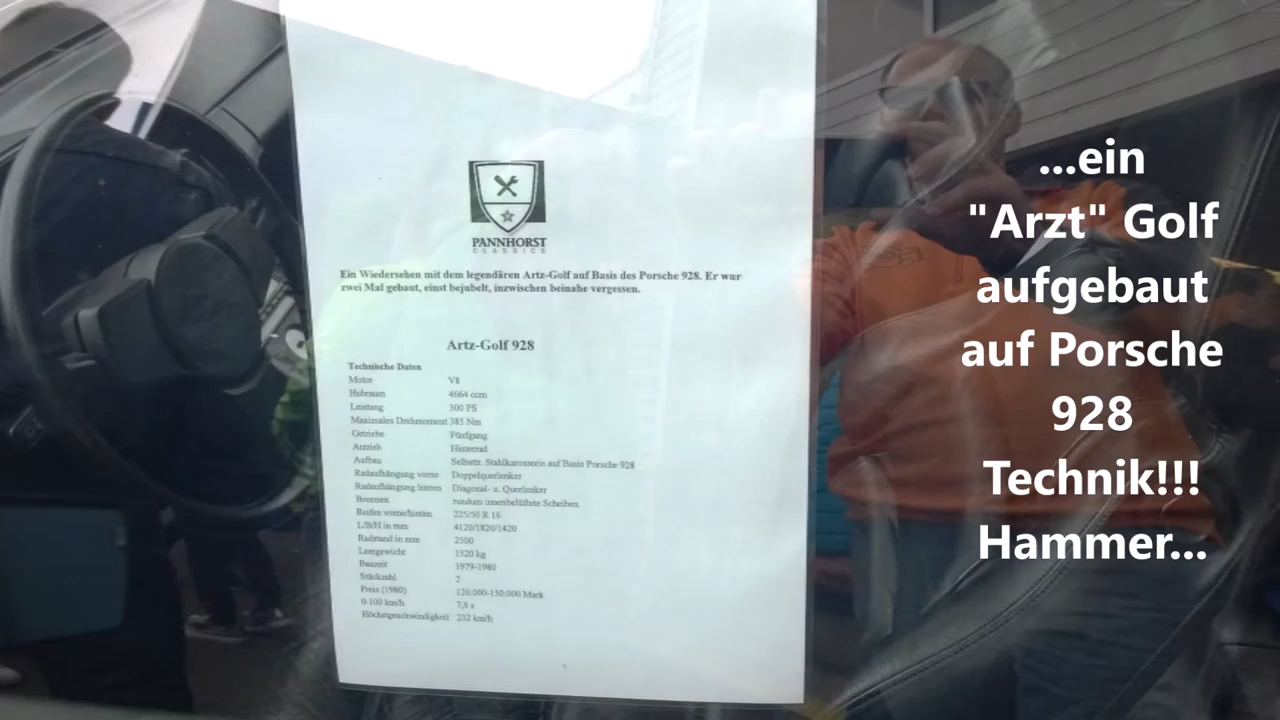 PANNHORST
CLASSICS
Ein Wiedersehen mit dem legendären Artz-Golf auf Basis des Porsche 928. Er wur
zwei Mal gebaut, einst bejubelt, inzwischen beinahe vergessen.
Artz-Golf 928
Technische Daten
Motor V8
Hubraum 4664 ccm
Leistung 300 PS
Maximales Drehmoment 385 Nm
Getriebe Fünfgang
Antrieb Hinterrad
Aufbau Selbsttr. Stahlkarosserie auf Basis Porsche 928
Radaufhängung vorne Doppelquerlenker
Radaufhängung hinten Diagonal- u. Querlenker
Bremsen rundum innenbelüftete Scheiben
Reifen vorne/hinten 225/50 R 16
L/B/H in mm 4120/1820/1420
Radstand in mm 2500
Leergewicht 1520 kg
Bauzeit 1979-1980
Stückzahl 2
Preis (1980) 120.000-150.000 Mark
0-100 km/h 7,6 s
Höchstgeschwindigkeit 232 km/h
...ein
"Arzt" Golf
aufgebaut
auf Porsche
928
Technik!!!
Hammer...